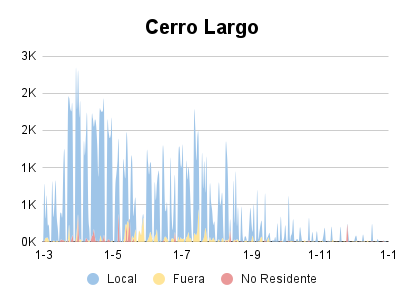 Cerro Largo
3K
2K
2K
1K
1K
0K
1-3 1-5 1-7 1-9 1-11 1-1
Local Fuera No Residente